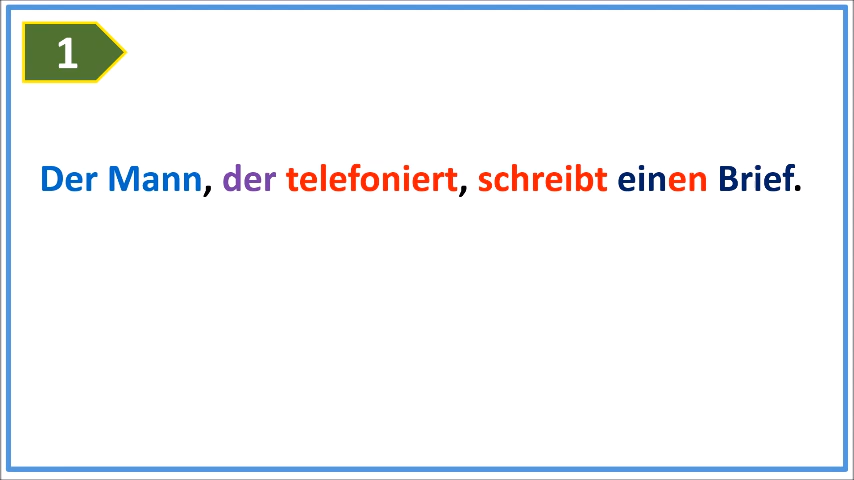 1
Der Mann, der telefoniert, schreibt einen Brief.